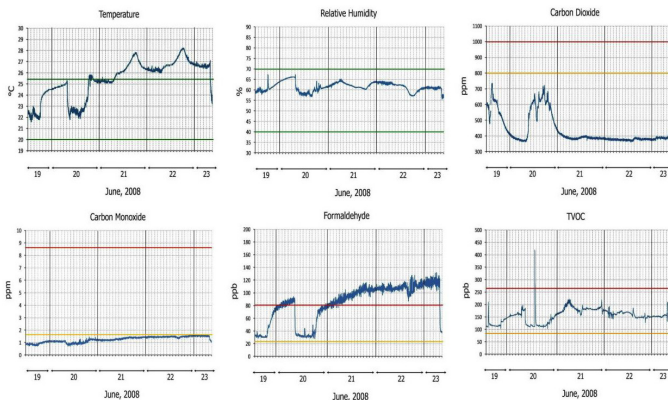 Temperature
°C
29
28
27
26
25
24
23
22
21
20
19
19 20 21 22 23
June, 2008
Relative Humidity
%
90
85
80
75
70
65
60
55
50
45
40
35
30
19 20 21 22 23
June, 2008
Carbon Dioxide
ppm
1100
1000
900
800
700
600
500
400
300
19 20 21 22 23
June, 2008
Carbon Monoxide
ppm
10
9
8
7
6
5
4
3
2
1
0
19 20 21 22 23
June, 2008
Formaldehyde
ppb
200
180
160
140
120
100
80
60
40
20
0
19 20 21 22 23
June, 2008
TVOC
ppb
500
450
400
350
300
250
200
150
100
50
0
19 20 21 22 23
June, 2008